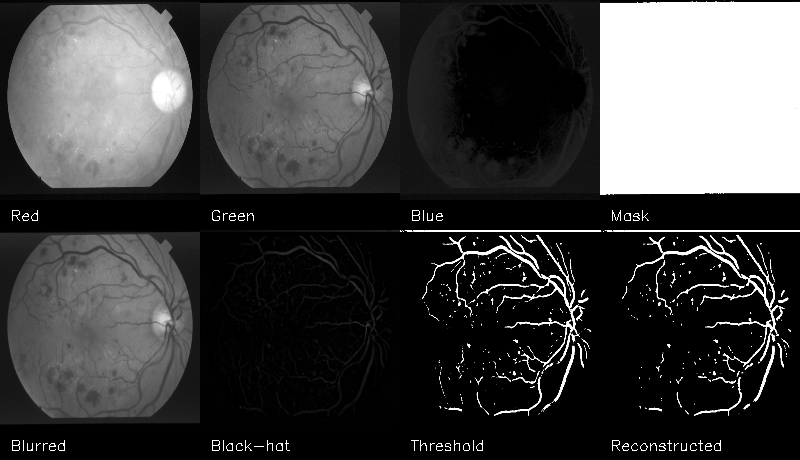 Red
Green
Blue
Mask
Blurred
Black-hat
Threshold
Reconstructed